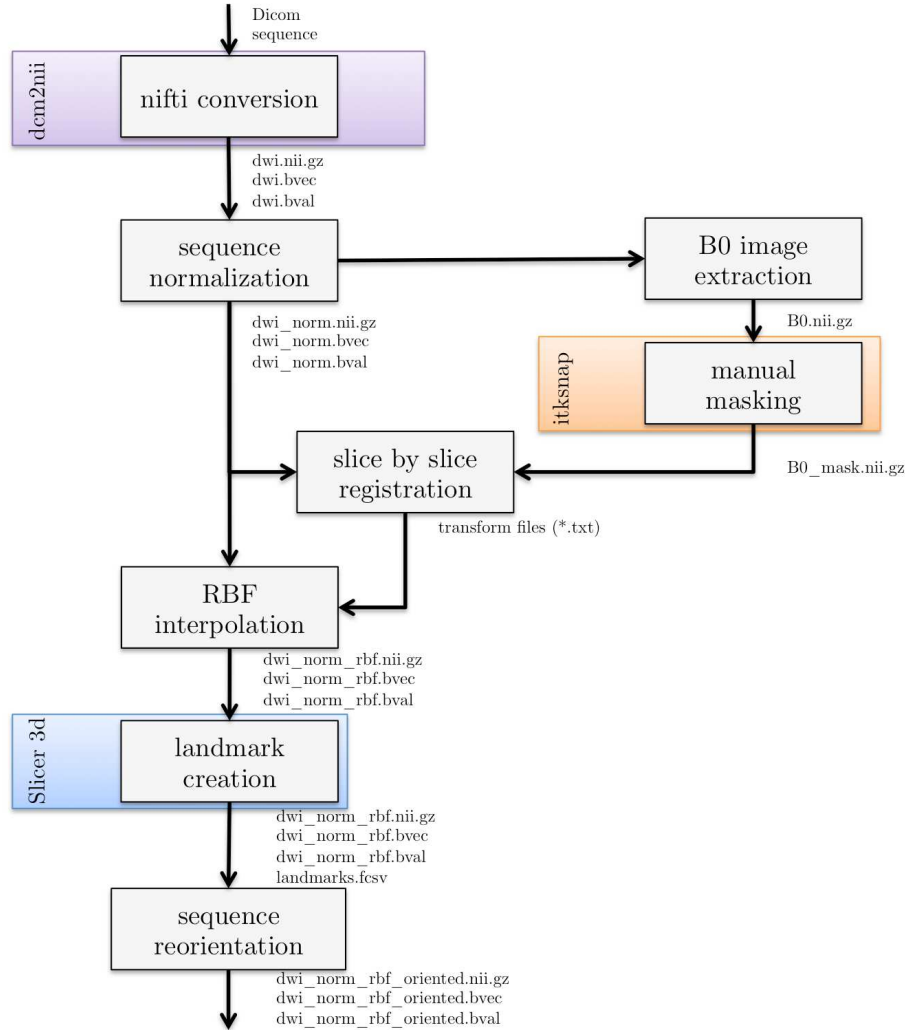 Dicom
sequence
dcm2nii
nifti conversion
dwi.nii.gz
dwi.bvec
dwi.bval
sequence
normalization
B0 image
extraction
dwi_norm.nii.gz
dwi_norm.bvec
dwi_norm.bval
B0.nii.gz
itksnap
manual
masking
slice by slice
registration
B0_mask.nii.gz
transform files (*.txt)
RBF
interpolation
dwi_norm_rbf.nii.gz
dwi_norm_rbf.bvec
dwi_norm_rbf.bval
Slicer 3d
landmark
creation
dwi_norm_rbf.nii.gz
dwi_norm_rbf.bvec
dwi_norm_rbf.bval
landmarks.fcsv
sequence
reorientation
dwi_norm_rbf_oriented.nii.gz
dwi_norm_rbf_oriented.bvec
dwi_norm_rbf_oriented.bval